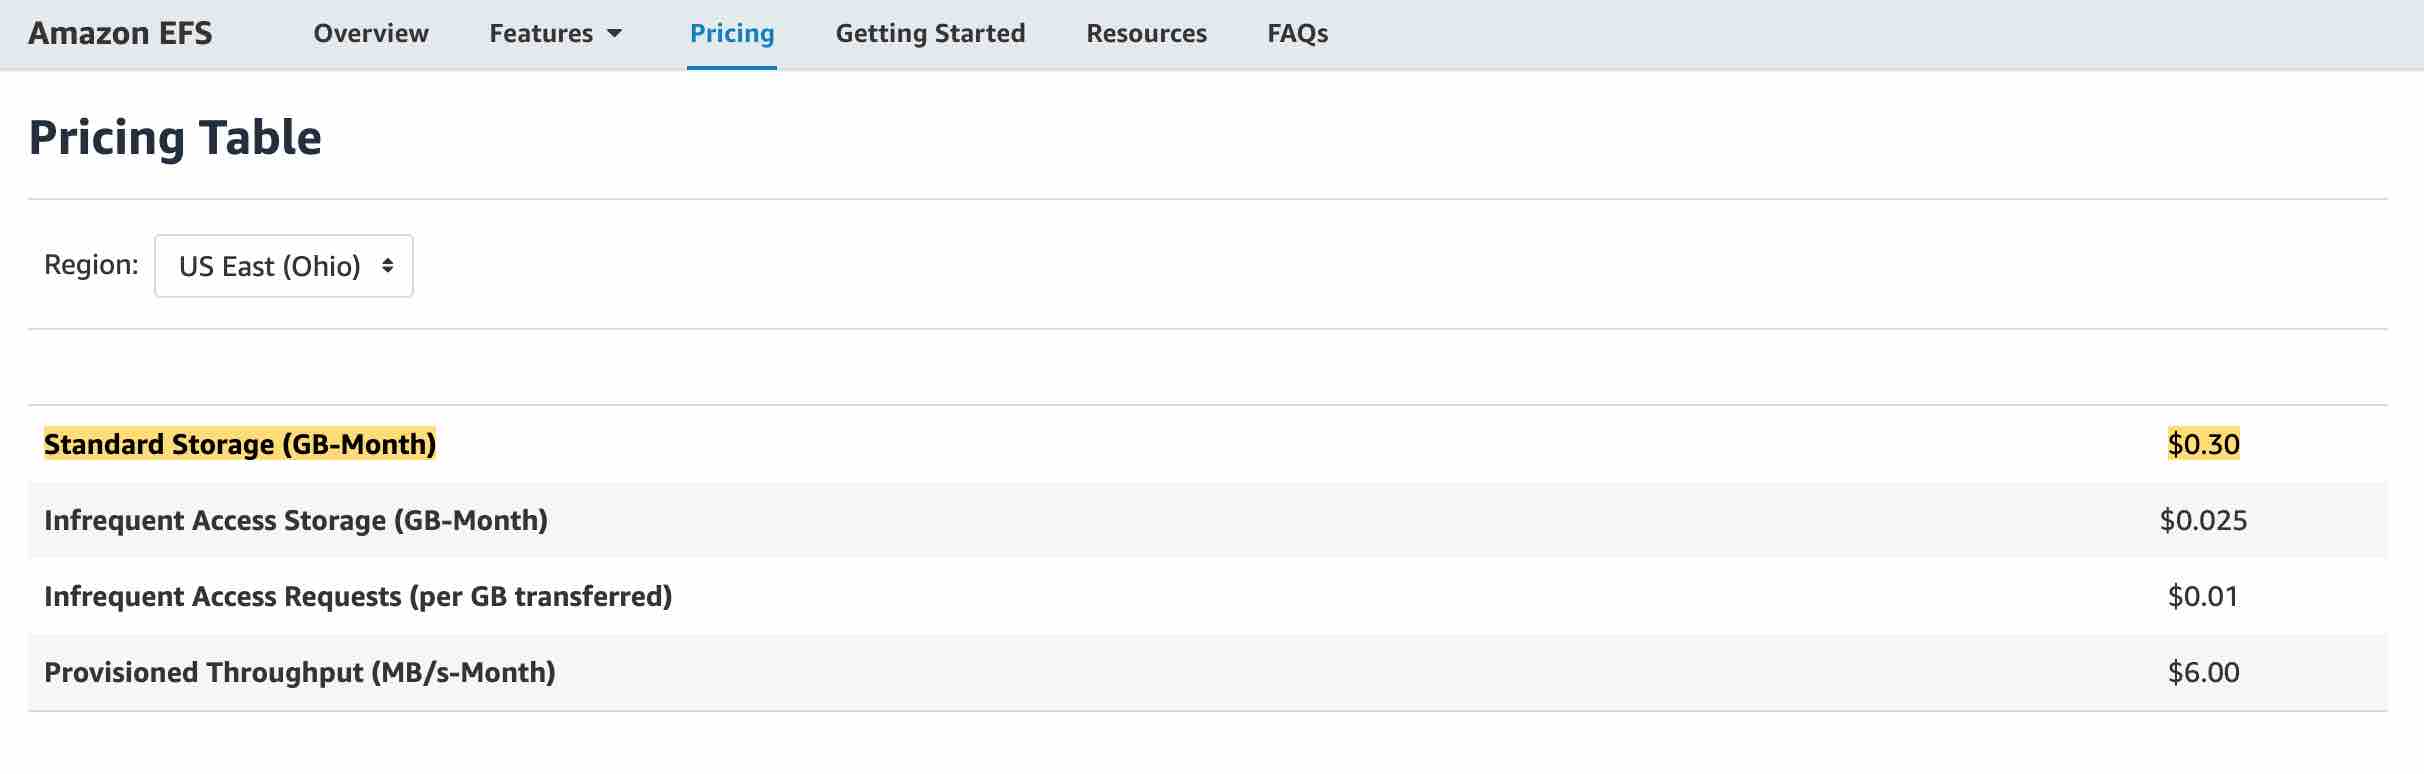 Amazon EFS Overview Features Pricing Getting Started Resources FAQs
Pricing Table
Region: US East (Ohio)
Standard Storage (GB-Month) $0.30
Infrequent Access Storage (GB-Month) $0.025
Infrequent Access Requests (per GB transferred) $0.01
Provisioned Throughput (MB/s-Month) $6.00